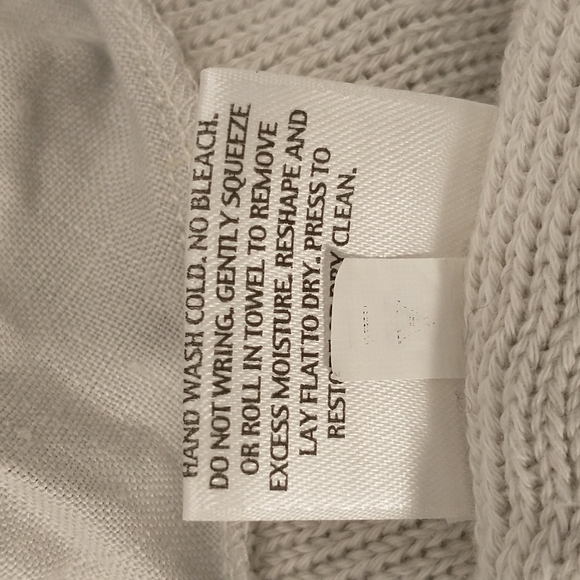 HAND WASH COLD. NO BLEACH.
DO NOT WRING. GENTLY SQUEEZE
OR ROLL IN TOWEL TO REMOVE
EXCESS MOISTURE. RESHAPE AND
LAY FLAT TO DRY. PRESS TO
CLEAN.